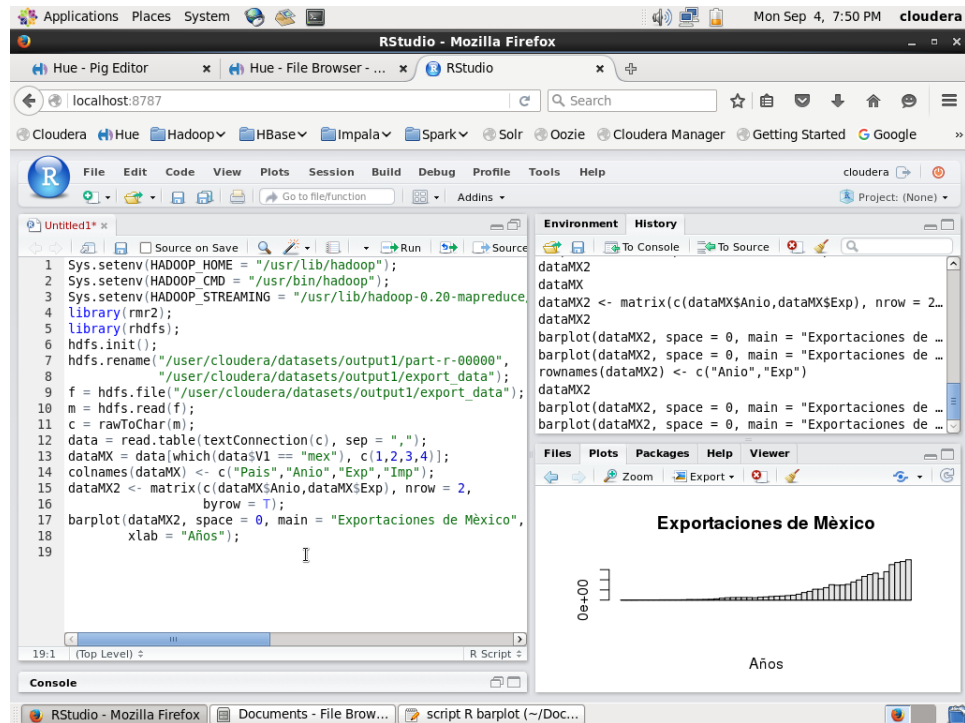 Applications Places System Mon Sep 4, 7:50 PM cloudera
RStudio - Mozilla Firefox
Hue - Pig Editor × Hue - File Browser - ... × RStudio ×
localhost:8787 Search
Cloudera Hue Hadoop HBase Impala Spark Solr Oozie Cloudera Manager Getting Started Google »
R File Edit Code View Plots Session Build Debug Profile Tools Help cloudera
Go to file/function Addins Project: (None)
Untitled1* ×
Source on Save Run Source
1 Sys.setenv(HADOOP_HOME = "/usr/lib/hadoop");
2 Sys.setenv(HADOOP_CMD = "/usr/bin/hadoop");
3 Sys.setenv(HADOOP_STREAMING = "/usr/lib/hadoop-0.20-mapreduce,
4 library(rmr2);
5 library(rhdfs);
6 hdfs.init();
7 hdfs.rename("/user/cloudera/datasets/output1/part-r-00000",
8 "/user/cloudera/datasets/output1/export_data");
9 f = hdfs.file("/user/cloudera/datasets/output1/export_data");
10 m = hdfs.read(f);
11 c = rawToChar(m);
12 data = read.table(textConnection(c), sep = ",");
13 dataMX = data[which(data$V1 == "mex"), c(1,2,3,4)];
14 colnames(dataMX) <- c("Pais","Anio","Exp","Imp");
15 dataMX2 <- matrix(c(dataMX$Anio,dataMX$Exp), nrow = 2,
16 byrow = T);
17 barplot(dataMX2, space = 0, main = "Exportaciones de Mèxico",
18 xlab = "Años");
19
19:1 (Top Level) R Script
Console
Environment History
To Console To Source
dataMX2
dataMX
dataMX2 <- matrix(c(dataMX$Anio,dataMX$Exp), nrow = 2…
dataMX2
barplot(dataMX2, space = 0, main = "Exportaciones de …
barplot(dataMX2, space = 0, main = "Exportaciones de …
rownames(dataMX2) <- c("Anio","Exp")
dataMX2
barplot(dataMX2, space = 0, main = "Exportaciones de …
barplot(dataMX2, space = 0, main = "Exportaciones de …
Files Plots Packages Help Viewer
Zoom Export
Exportaciones de Mèxico
0e+00
Años
RStudio - Mozilla Firefox Documents - File Brow... script R barplot (~/Doc...